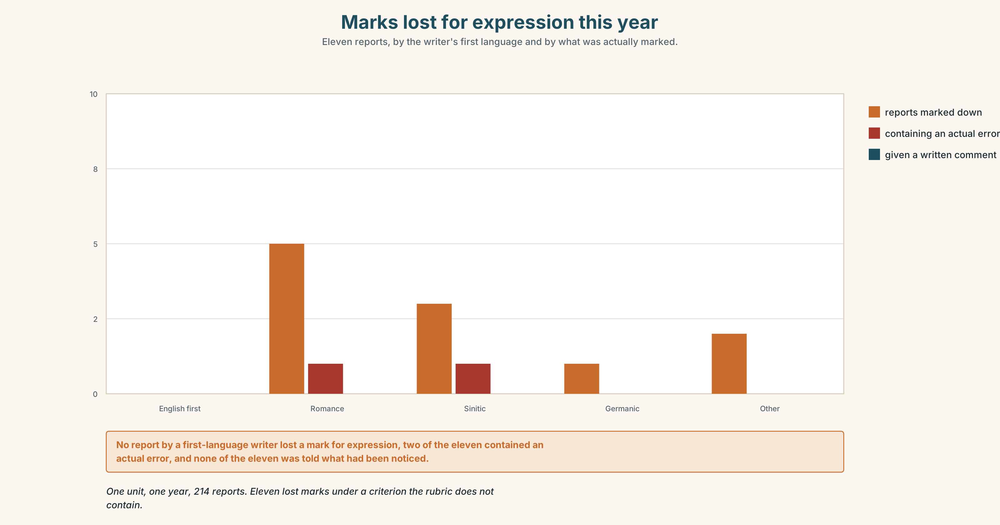 Marks lost for expression this year
Eleven reports, by the writer's first language and by what was actually marked.
10
8
5
2
0
reports marked down
containing an actual error
given a written comment
English first
Romance
Sinitic
Germanic
Other
No report by a first-language writer lost a mark for expression, two of the eleven contained an
actual error, and none of the eleven was told what had been noticed.
One unit, one year, 214 reports. Eleven lost marks under a criterion the rubric does not
contain.